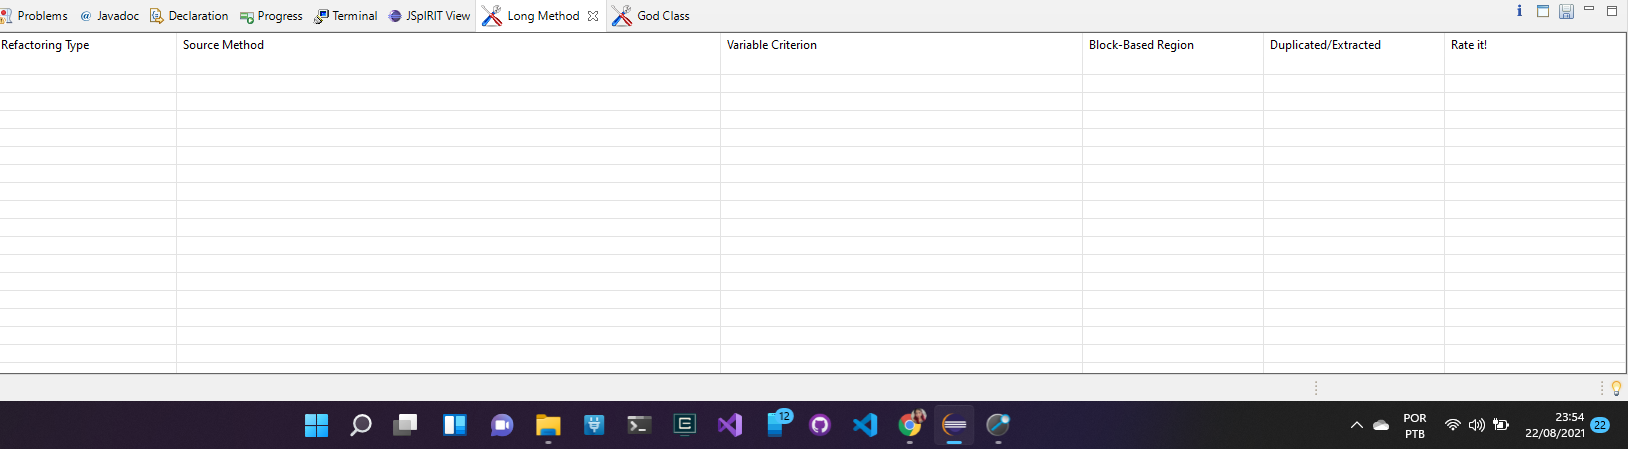 Problems @ Javadoc Declaration Progress Terminal JSpIRIT View Long Method God Class
Refactoring Type Source Method Variable Criterion Block-Based Region Duplicated/Extracted Rate it!
12
POR
PTB
23:54
22/08/2021
22